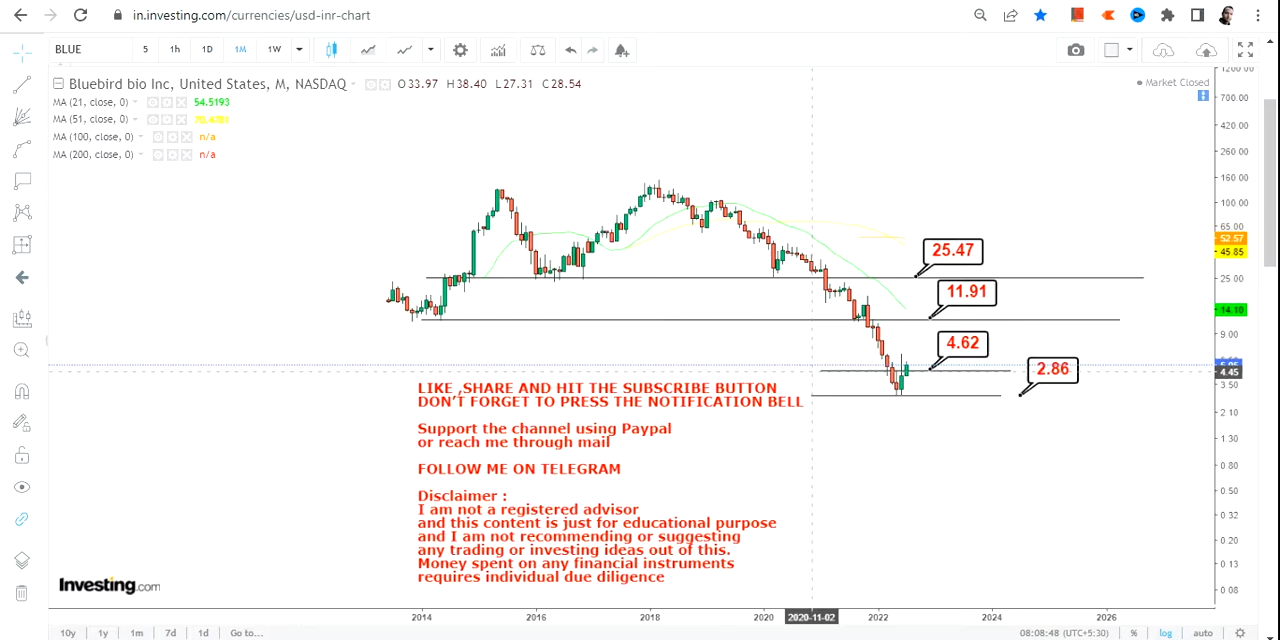 in.investing.com/currencies/usd-inr-chart
BLUE 5 1h 1D 1M 1W
Bluebird bio Inc, United States, M, NASDAQ O33.97 H38.40 L27.31 C28.54
Market Closed
MA (21, close, 0) 54.5193
MA (51, close, 0)
MA (100, close, 0) n/a
MA (200, close, 0) n/a
1200.00
700.00
420.00
260.00
160.00
100.00
65.00
52.57
45.85
25.00
14.10
9.00
4.45
3.50
2.10
1.30
0.80
0.50
0.32
0.20
0.13
0.08
25.47
11.91
4.62
2.86
LIKE ,SHARE AND HIT THE SUBSCRIBE BUTTON
DON'T FORGET TO PRESS THE NOTIFICATION BELL
Support the channel using Paypal
or reach me through mail
FOLLOW ME ON TELEGRAM
Disclaimer :
I am not a registered advisor
and this content is just for educational purpose
and I am not recommending or suggesting
any trading or investing ideas out of this.
Money spent on any financial instruments
requires individual due diligence
Investing.com
2014 2016 2018 2020 2020-11-02 2022 2024 2026
10y 1y 1m 7d 1d Go to... 08:08:48 (UTC+5:30) % log auto